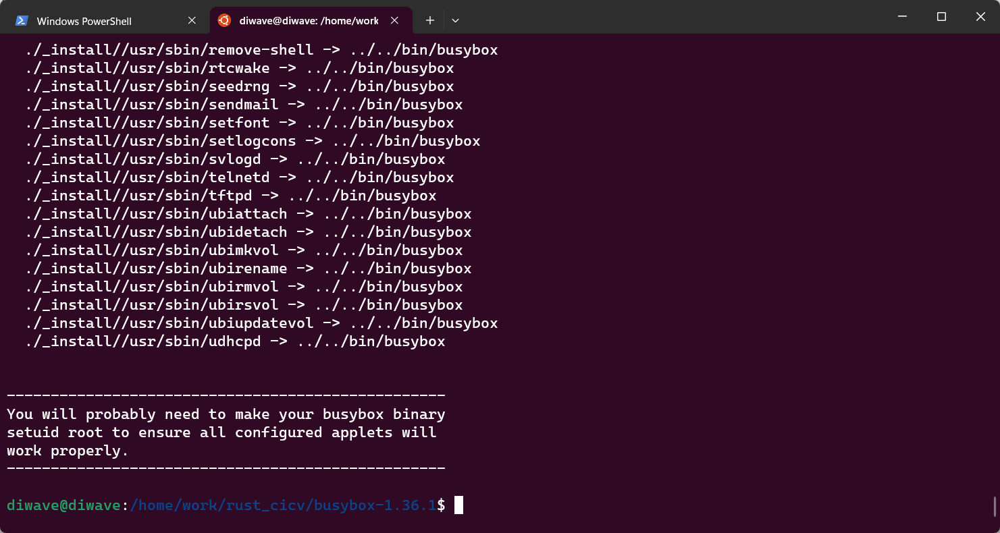 Windows PowerShell
diwave@diwave: /home/work
./_install//usr/sbin/remove-shell -> ../../bin/busybox
./_install//usr/sbin/rtcwake -> ../../bin/busybox
./_install//usr/sbin/seedrng -> ../../bin/busybox
./_install//usr/sbin/sendmail -> ../../bin/busybox
./_install//usr/sbin/setfont -> ../../bin/busybox
./_install//usr/sbin/setlogcons -> ../../bin/busybox
./_install//usr/sbin/svlogd -> ../../bin/busybox
./_install//usr/sbin/telnetd -> ../../bin/busybox
./_install//usr/sbin/tftpd -> ../../bin/busybox
./_install//usr/sbin/ubiattach -> ../../bin/busybox
./_install//usr/sbin/ubidetach -> ../../bin/busybox
./_install//usr/sbin/ubimkvol -> ../../bin/busybox
./_install//usr/sbin/ubirename -> ../../bin/busybox
./_install//usr/sbin/ubirmvol -> ../../bin/busybox
./_install//usr/sbin/ubirsvol -> ../../bin/busybox
./_install//usr/sbin/ubiupdatevol -> ../../bin/busybox
./_install//usr/sbin/udhcpd -> ../../bin/busybox
--------------------------------------------------
You will probably need to make your busybox binary
setuid root to ensure all configured applets will
work properly.
--------------------------------------------------
diwave@diwave:/home/work/rust_cicv/busybox-1.36.1$